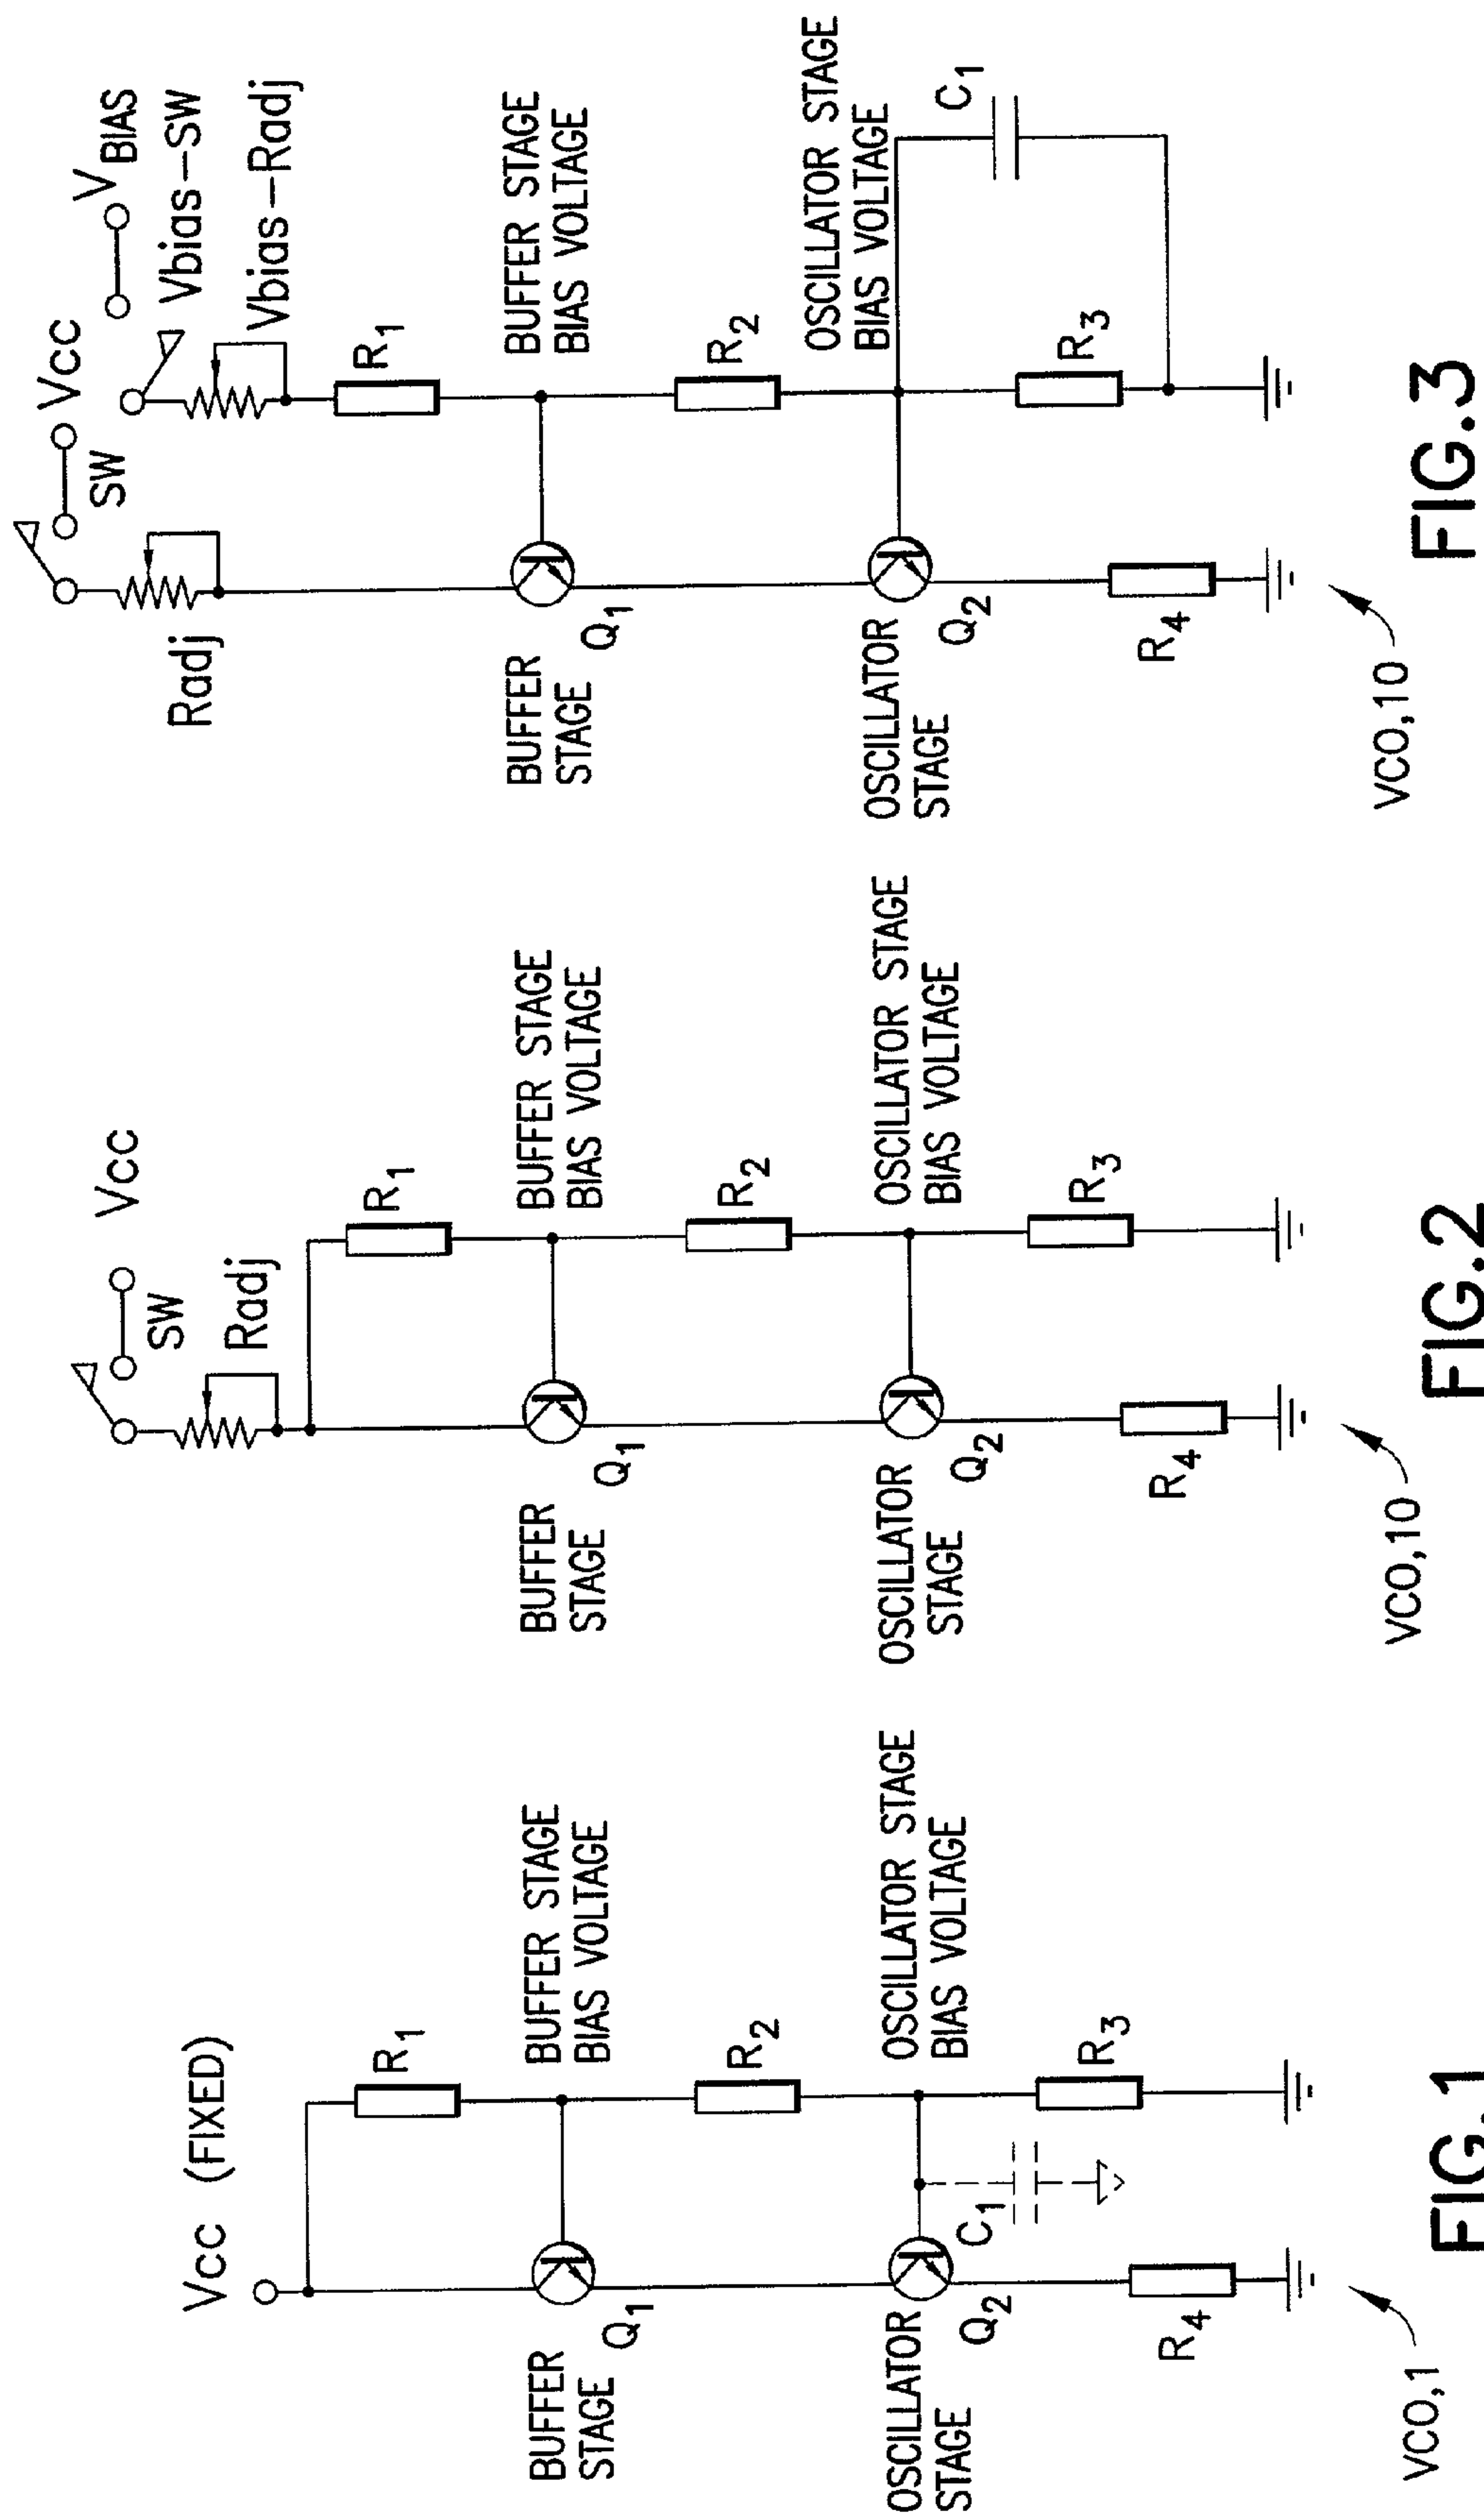 Vcc (FIXED)
R1
BUFFER STAGE
BIAS VOLTAGE
BUFFER
STAGE
Q1
R2
OSCILLATOR STAGE
BIAS VOLTAGE
C1
OSCILLATOR
STAGE
Q2
R3
R4
VCO,1
FIG.1
Vcc
SW
Radj
R1
BUFFER STAGE
BIAS VOLTAGE
BUFFER
STAGE
Q1
R2
OSCILLATOR STAGE
BIAS VOLTAGE
OSCILLATOR
STAGE
Q2
R3
R4
VCO,10
FIG.2
Vcc
SW
VBIAS
Vbias-SW
Vbias-Radj
Radj
R1
BUFFER STAGE
BIAS VOLTAGE
BUFFER
STAGE
Q1
R2
OSCILLATOR STAGE
BIAS VOLTAGE
C1
OSCILLATOR
STAGE
Q2
R3
R4
VCO,10
FIG.3